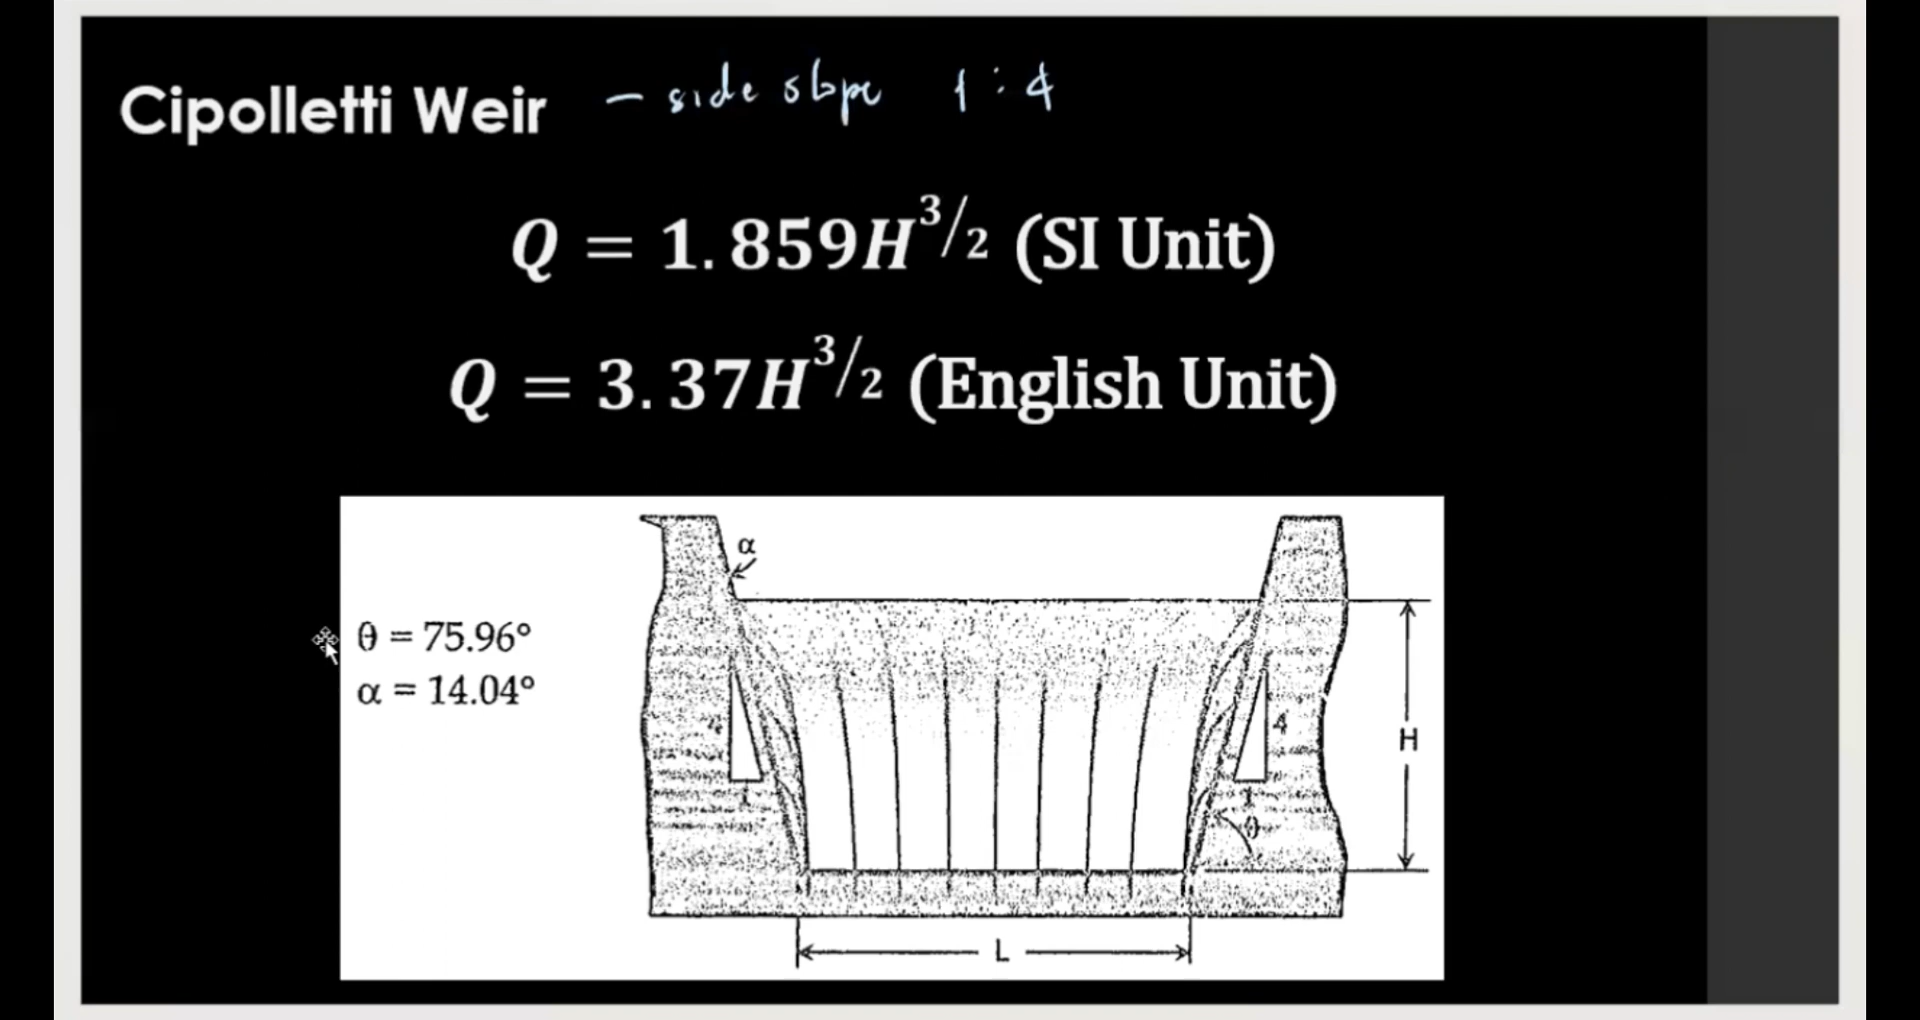 Cipolletti Weir - side slope 1 : 4
Q = 1.859H^3/2 (SI Unit)
Q = 3.37H^3/2 (English Unit)
α
θ = 75.96°
α = 14.04°
4
4
H
1
1
θ
L